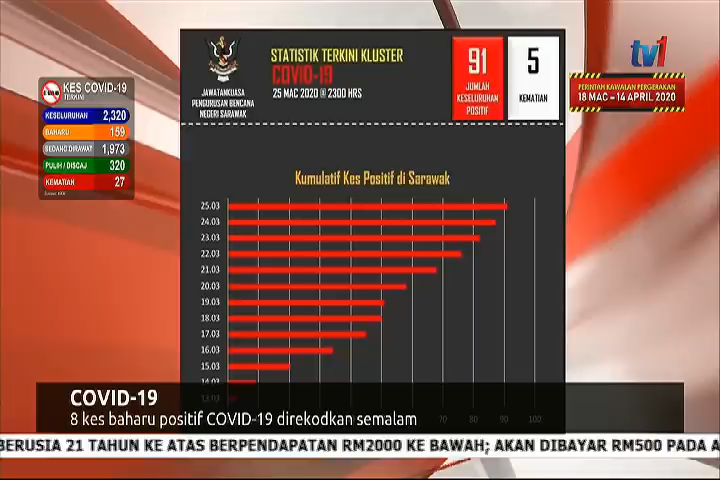 tv1
PERINTAH KAWALAN PERGERAKAN
18 MAC - 14 APRIL 2020
KES COVID-19
TERKINI
KESELURUHAN 2,320
BAHARU 159
SEDANG DIRAWAT 1,973
PULIH / DISCAJ 320
KEMATIAN 27
JAWATANKUASA
PENGURUSAN BENCANA
NEGERI SARAWAK
STATISTIK TERKINI KLUSTER
COVID-19
25 MAC 2020 @ 2300 HRS
91
JUMLAH
KESELURUHAN
POSITIF
5
KEMATIAN
Kumulatif Kes Positif di Sarawak
25.03
24.03
23.03
22.03
21.03
20.03
19.03
18.03
17.03
16.03
15.03
14.03
13.03
70 80 90 100
COVID-19
8 kes baharu positif COVID-19 direkodkan semalam
BERUSIA 21 TAHUN KE ATAS BERPENDAPATAN RM2000 KE BAWAH; AKAN DIBAYAR RM500 PADA A